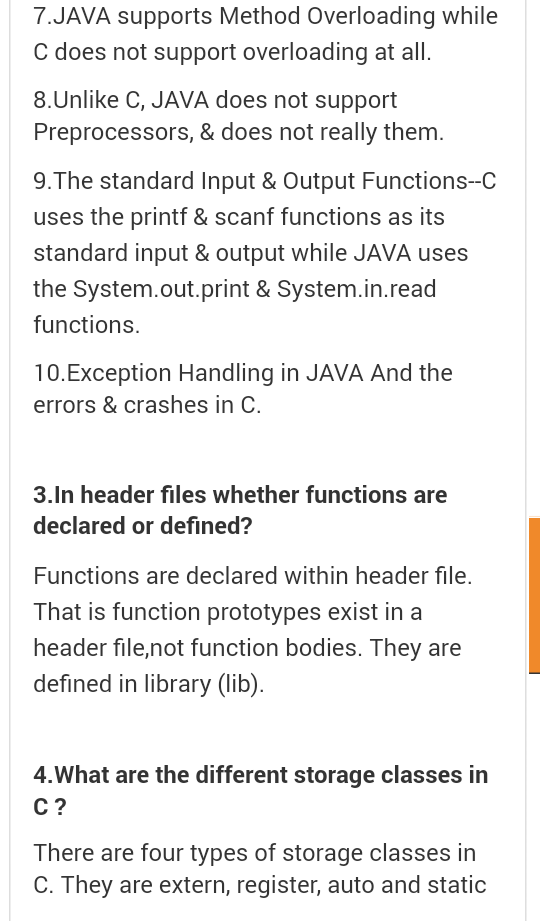 7.JAVA supports Method Overloading while
C does not support overloading at all.
8.Unlike C, JAVA does not support
Preprocessors, & does not really them.
9.The standard Input & Output Functions--C
uses the printf & scanf functions as its
standard input & output while JAVA uses
the System.out.print & System.in.read
functions.
10.Exception Handling in JAVA And the
errors & crashes in C.
3.In header files whether functions are
declared or defined?
Functions are declared within header file.
That is function prototypes exist in a
header file,not function bodies. They are
defined in library (lib).
4.What are the different storage classes in
C ?
There are four types of storage classes in
C. They are extern, register, auto and static